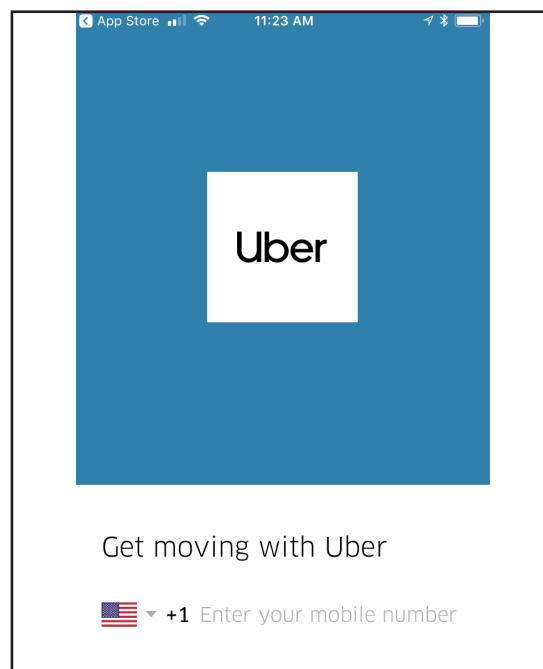 App Store 11:23 AM
Uber
Get moving with Uber
+1 Enter your mobile number